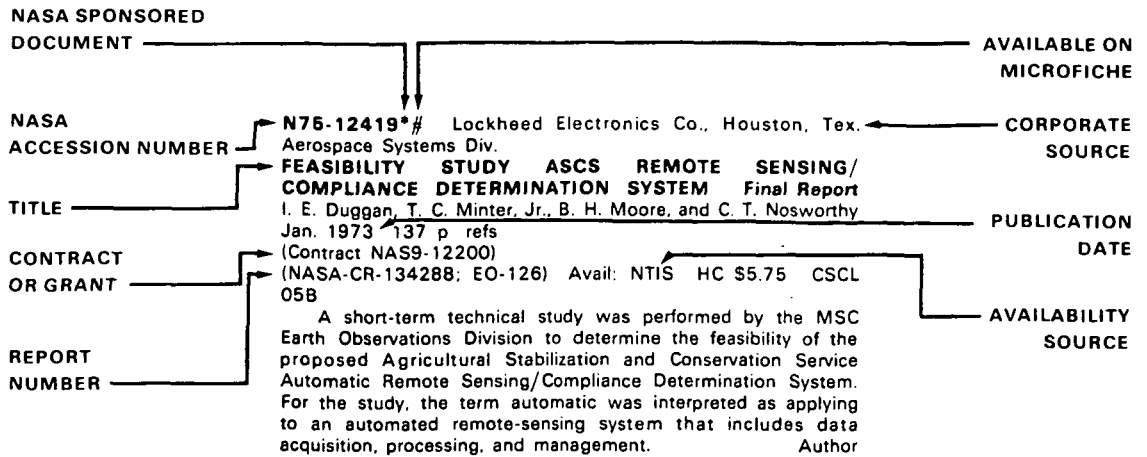 NASA SPONSORED
DOCUMENT
AVAILABLE ON
MICROFICHE
NASA
ACCESSION NUMBER
N76-12419*# Lockheed Electronics Co., Houston, Tex.
Aerospace Systems Div.
CORPORATE
SOURCE
TITLE
FEASIBILITY STUDY ASCS REMOTE SENSING/
COMPLIANCE DETERMINATION SYSTEM Final Report
I. E. Duggan, T. C. Minter, Jr., B. H. Moore, and C. T. Nosworthy
Jan. 1973 137 p refs
PUBLICATION
DATE
CONTRACT
OR GRANT
(Contract NAS9-12200)
(NASA-CR-134288; EO-126) Avail: NTIS HC $5.75 CSCL
05B
AVAILABILITY
SOURCE
REPORT
NUMBER
A short-term technical study was performed by the MSC
Earth Observations Division to determine the feasibility of the
proposed Agricultural Stabilization and Conservation Service
Automatic Remote Sensing/Compliance Determination System.
For the study, the term automatic was interpreted as applying
to an automated remote-sensing system that includes data
acquisition, processing, and management. Author